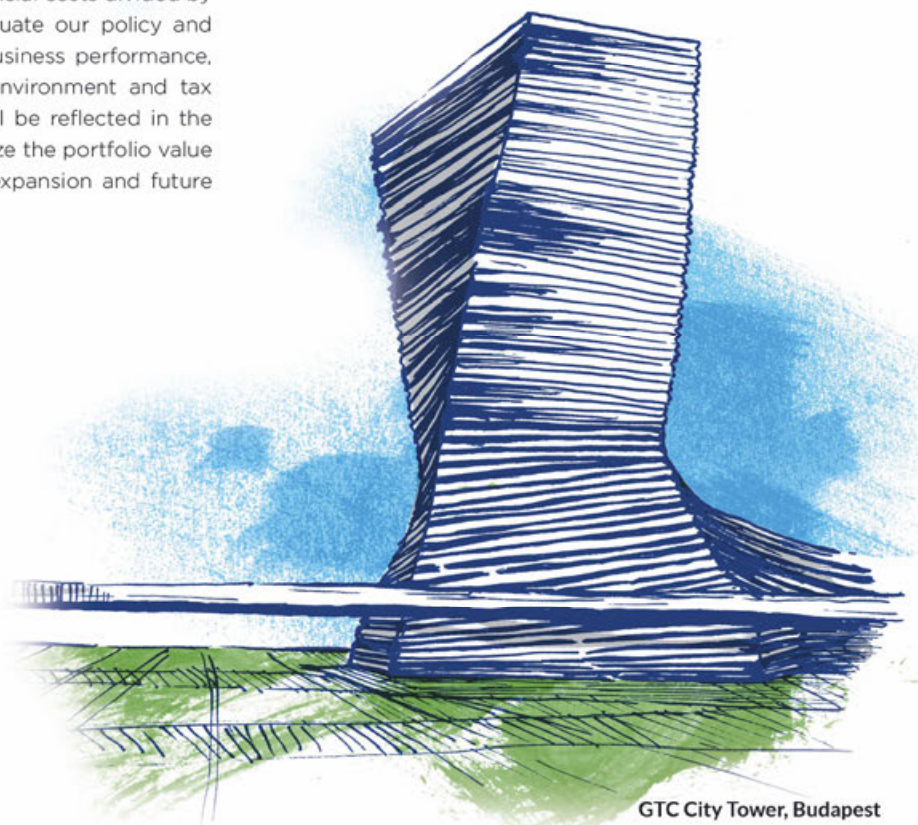 uate our policy and
usiness performance,
nvironment and tax
l be reflected in the
ze the portfolio value
expansion and future
GTC City Tower, Budapest